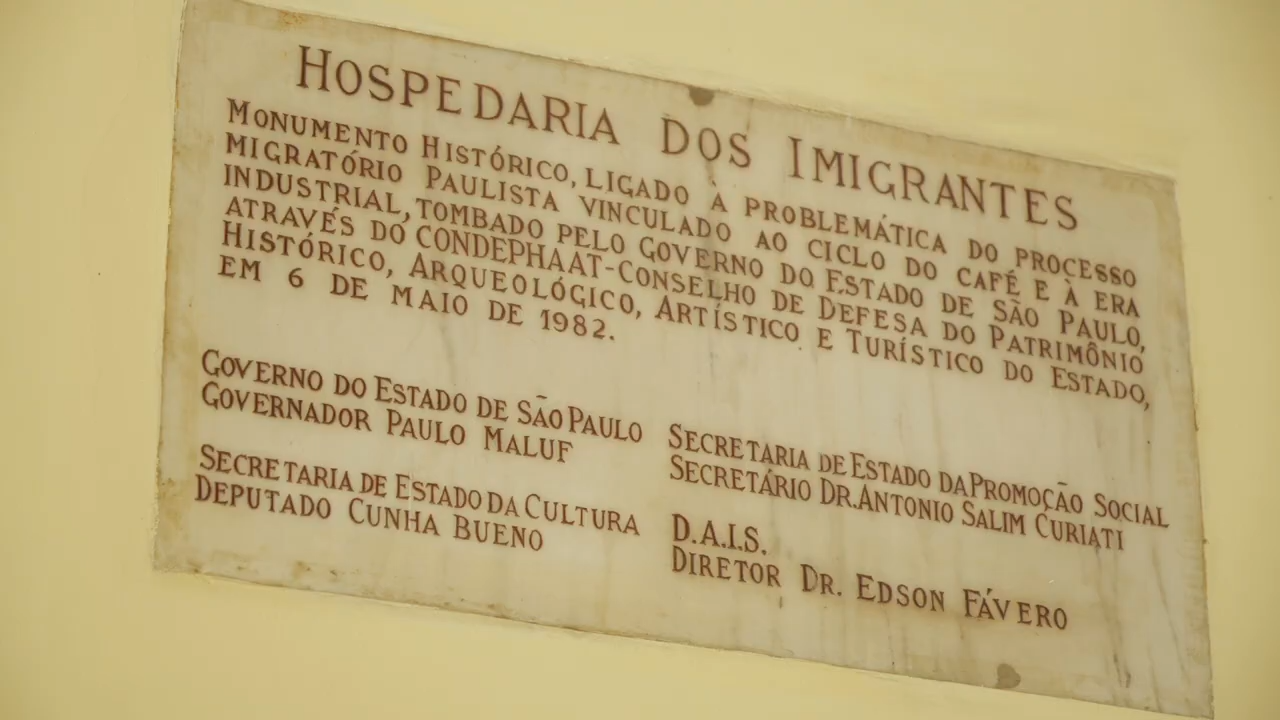 HOSPEDARIA DOS IMIGRANTES
MONUMENTO HISTÓRICO, LIGADO À PROBLEMÁTICA DO PROCESSO
MIGRATÓRIO PAULISTA VINCULADO AO CICLO DO CAFÉ E À ERA
INDUSTRIAL, TOMBADO PELO GOVERNO DO ESTADO DE SÃO PAULO,
ATRAVÉS DO CONDEPHAAT-CONSELHO DE DEFESA DO PATRIMÔNIO
HISTÓRICO, ARQUEOLÓGICO, ARTÍSTICO E TURÍSTICO DO ESTADO,
EM 6 DE MAIO DE 1982.
GOVERNO DO ESTADO DE SÃO PAULO
GOVERNADOR PAULO MALUF
SECRETARIA DE ESTADO DA CULTURA
DEPUTADO CUNHA BUENO
SECRETARIA DE ESTADO DA PROMOÇÃO SOCIAL
SECRETÁRIO DR. ANTONIO SALIM CURIATI
D.A.I.S.
DIRETOR DR. EDSON FÁVERO